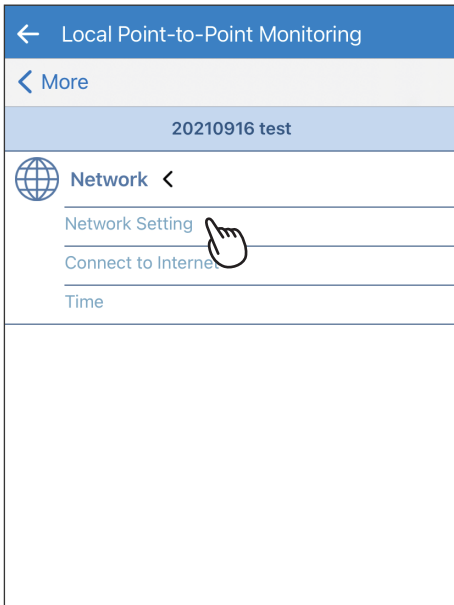 Local Point-to-Point Monitoring
More
20210916 test
Network
Network Setting
Connect to Internet
Time